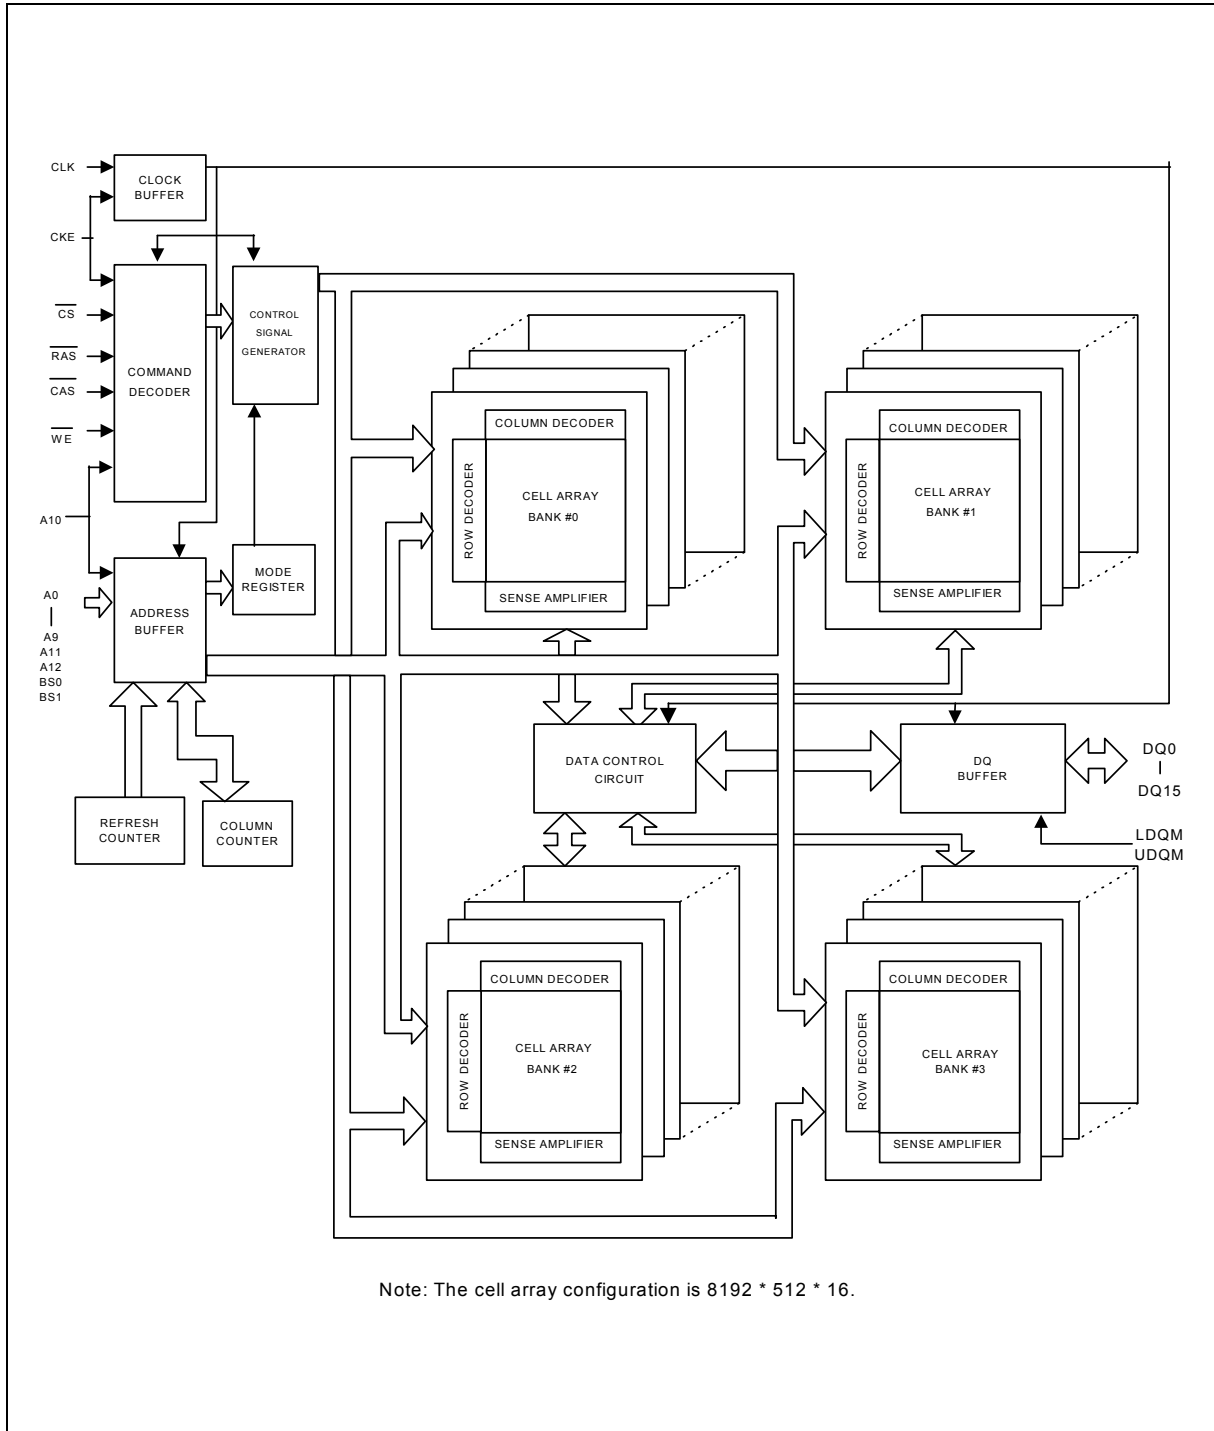 CLK
CLOCK
BUFFER
CKE
CS
RAS
CAS
WE
COMMAND
DECODER
CONTROL
SIGNAL
GENERATOR
A10
A0
A9
A11
A12
BS0
BS1
ADDRESS
BUFFER
MODE
REGISTER
REFRESH
COUNTER
COLUMN
COUNTER
COLUMN DECODER
ROW DECODER
CELL ARRAY
BANK #0
SENSE AMPLIFIER
COLUMN DECODER
ROW DECODER
CELL ARRAY
BANK #1
SENSE AMPLIFIER
DATA CONTROL
CIRCUIT
DQ
BUFFER
DQ0
DQ15
LDQM
UDQM
COLUMN DECODER
ROW DECODER
CELL ARRAY
BANK #2
SENSE AMPLIFIER
COLUMN DECODER
ROW DECODER
CELL ARRAY
BANK #3
SENSE AMPLIFIER
Note: The cell array configuration is 8192 * 512 * 16.